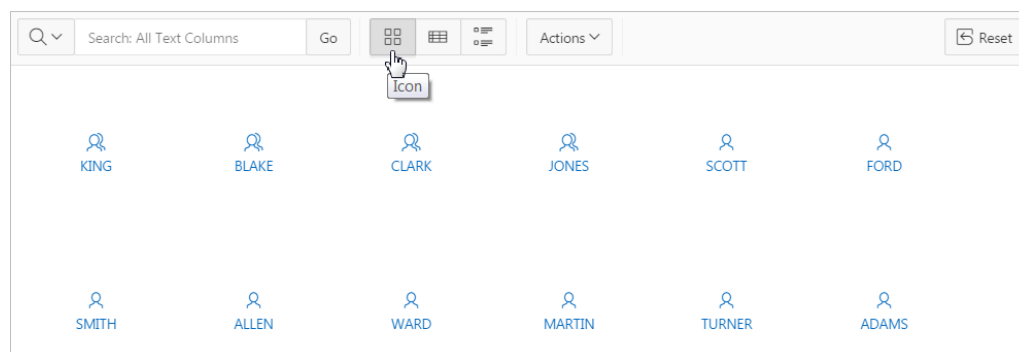 Search: All Text Columns Go Actions Reset
Icon
KING BLAKE CLARK JONES SCOTT FORD
SMITH ALLEN WARD MARTIN TURNER ADAMS